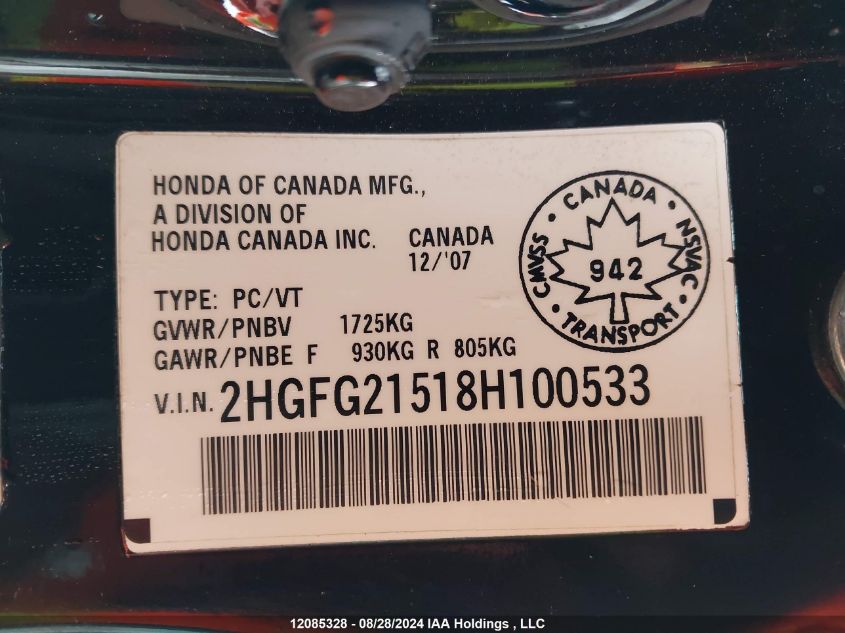 HONDA OF CANADA MFG.,
A DIVISION OF
HONDA CANADA INC. CANADA
12/'07
CANADA
CMVSS
NSVAC
942
TRANSPORT
TYPE: PC/VT
GVWR/PNBV 1725KG
GAWR/PNBE F 930KG R 805KG
V.I.N. 2HGFG21518H100533
12085328 - 08/28/2024 IAA Holdings , LLC